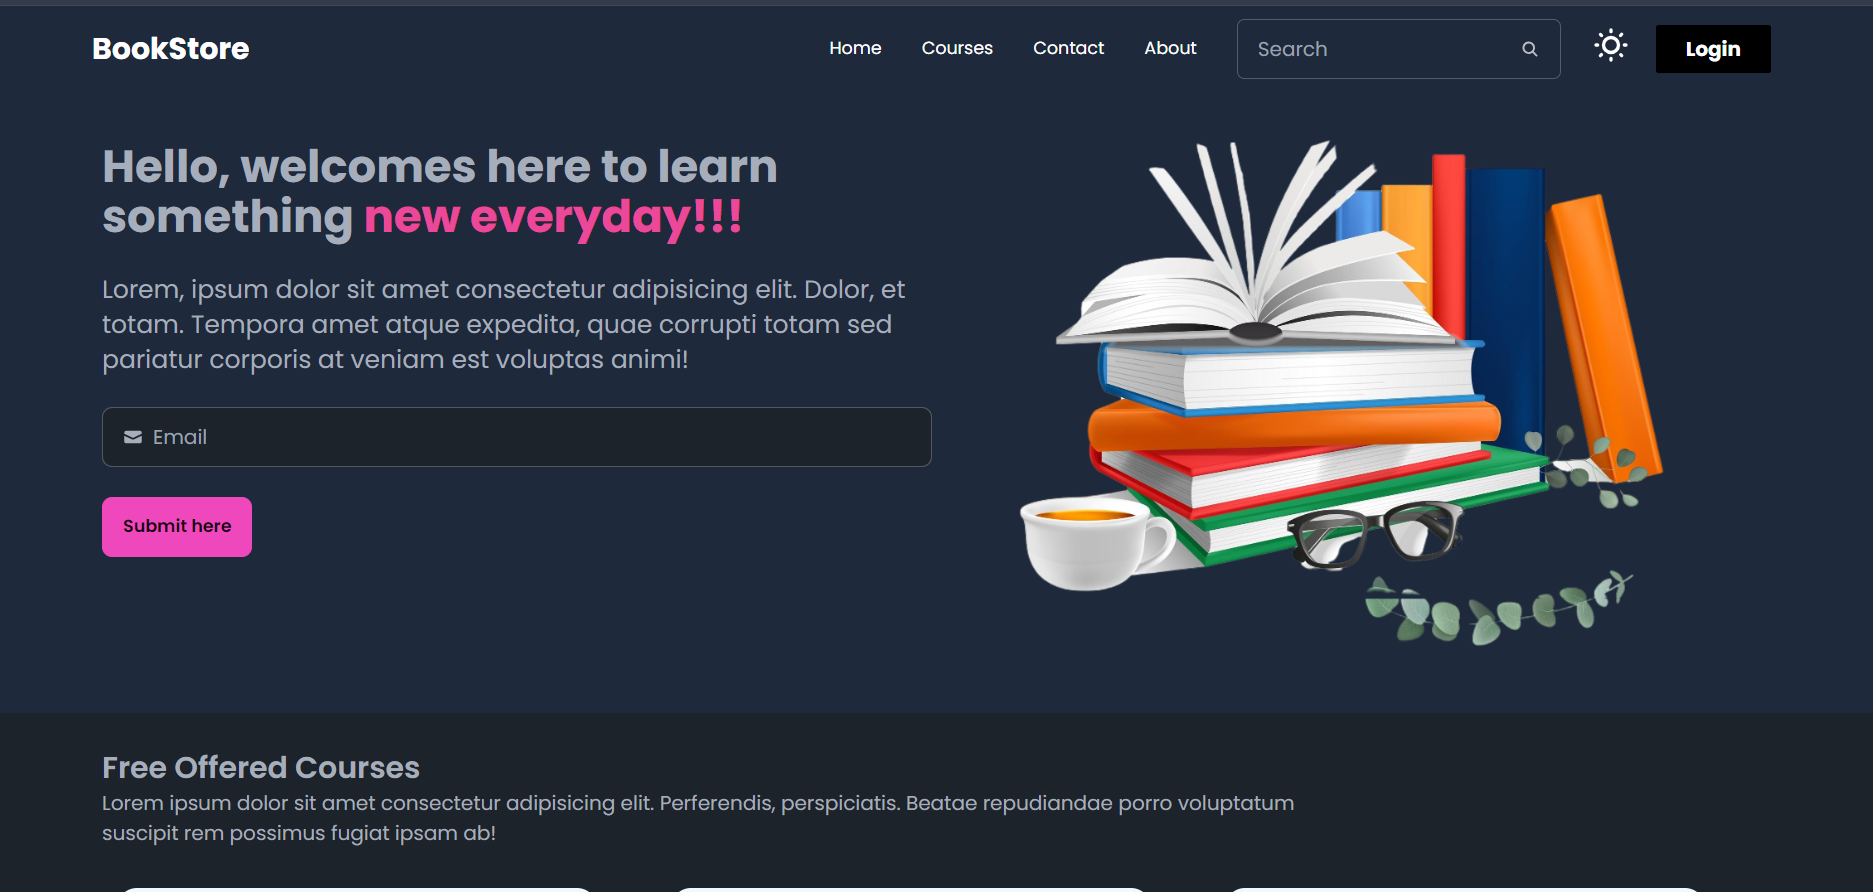 BookStore
Home
Courses
Contact
About
Search
Login
Hello, welcomes here to learn
something new everyday!!!
Lorem, ipsum dolor sit amet consectetur adipisicing elit. Dolor, et
totam. Tempora amet atque expedita, quae corrupti totam sed
pariatur corporis at veniam est voluptas animi!
Email
Submit here
Free Offered Courses
Lorem ipsum dolor sit amet consectetur adipisicing elit. Perferendis, perspiciatis. Beatae repudiandae porro voluptatum
suscipit rem possimus fugiat ipsam ab!